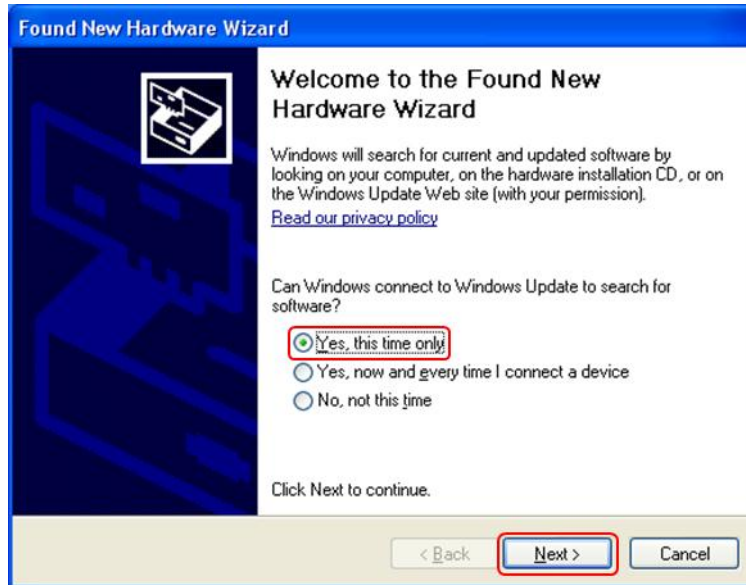 Found New Hardware Wizard
Welcome to the Found New
Hardware Wizard
Windows will search for current and updated software by
looking on your computer, on the hardware installation CD, or on
the Windows Update Web site (with your permission).
Read our privacy policy
Can Windows connect to Windows Update to search for
software?
Yes, this time only
Yes, now and every time I connect a device
No, not this time
Click Next to continue.
< Back
Next >
Cancel